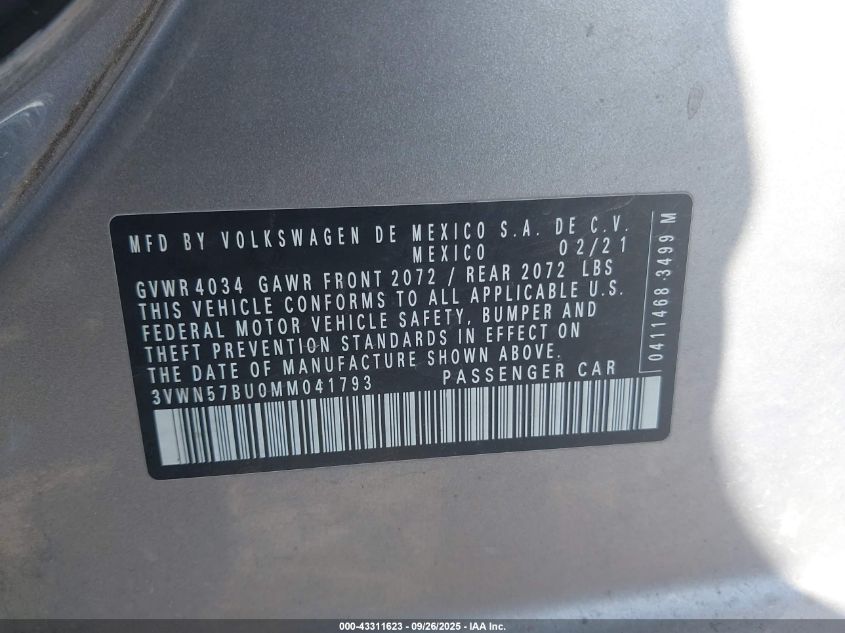 MFD BY VOLKSWAGEN DE MEXICO S.A. DE C.V.
MEXICO 02/21
GVWR 4034 GAWR FRONT 2072 / REAR 2072 LBS
THIS VEHICLE CONFORMS TO ALL APPLICABLE U.S.
FEDERAL MOTOR VEHICLE SAFETY, BUMPER AND
THEFT PREVENTION STANDARDS IN EFFECT ON
THE DATE OF MANUFACTURE SHOWN ABOVE.
3VWN57BU0MM041793 PASSENGER CAR
0411468 3499 M
000-43311623 - 09/26/2025 - IAA Inc.